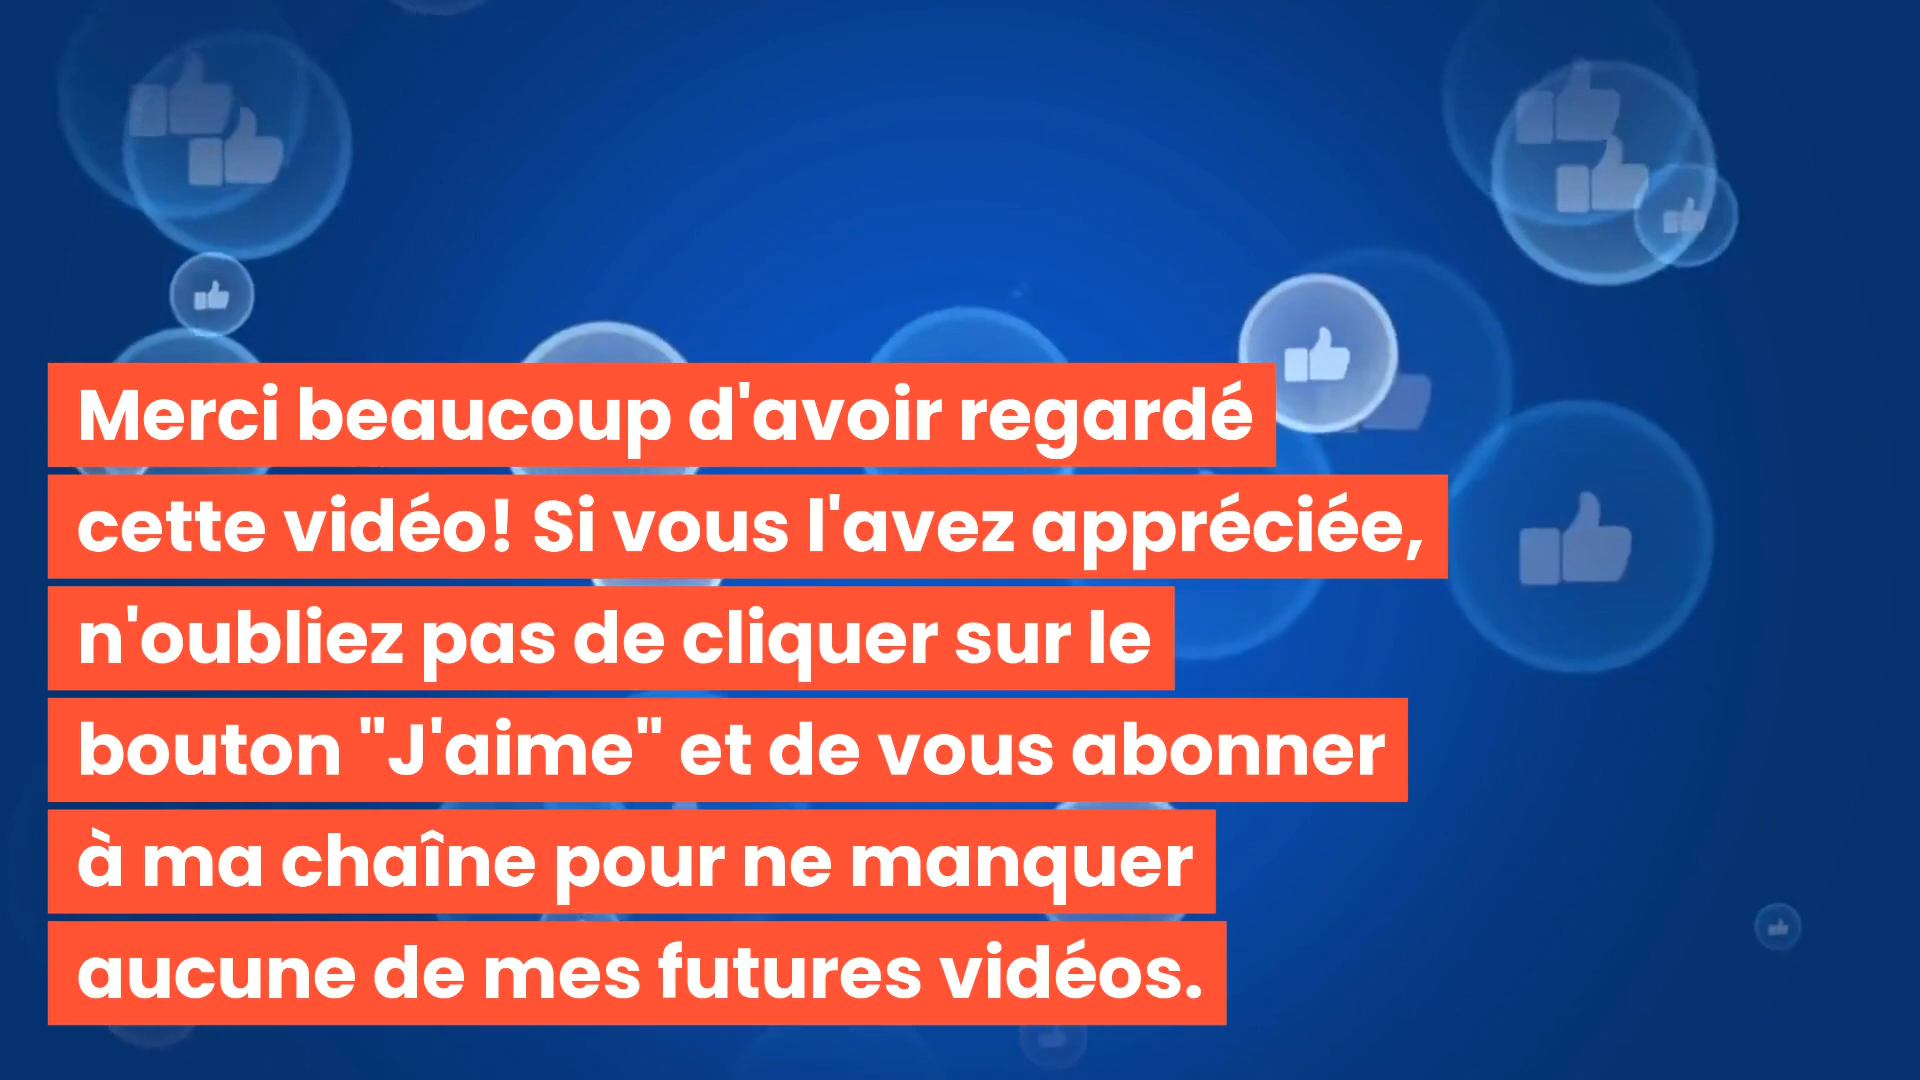 Merci beaucoup d'avoir regardé
cette vidéo! Si vous l'avez appréciée,
n'oubliez pas de cliquer sur le
bouton "J'aime" et de vous abonner
à ma chaîne pour ne manquer
aucune de mes futures vidéos.